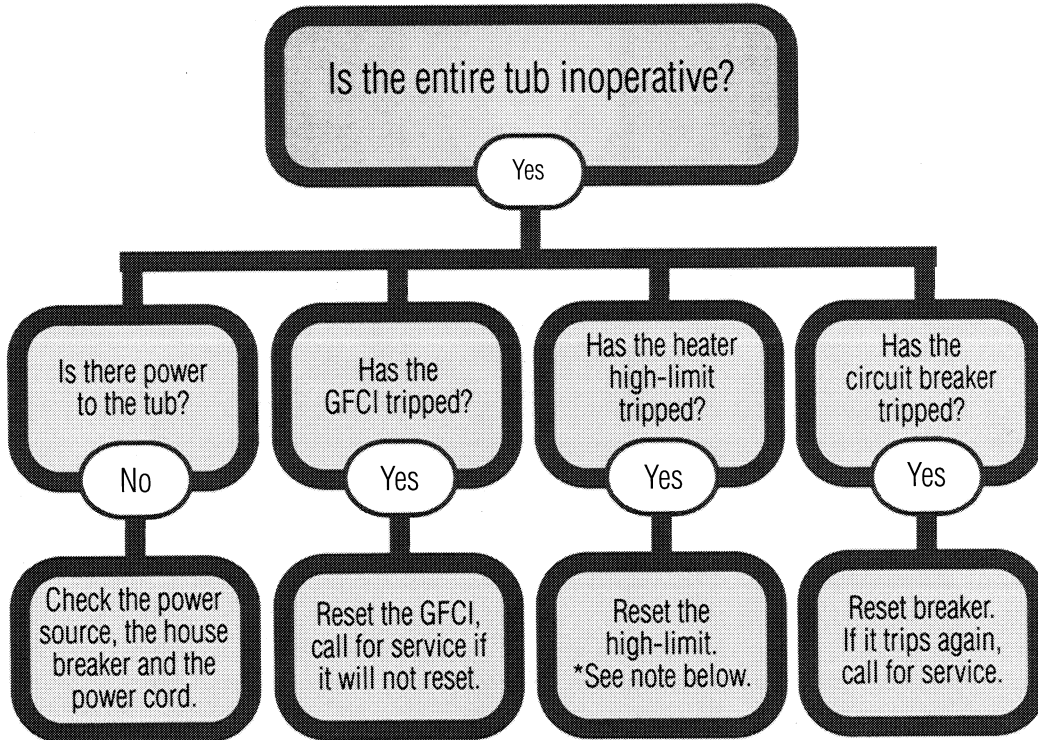 Is the entire tub inoperative?
Yes
Is there power
to the tub?
No
Check the power
source, the house
breaker and the
power cord.
Has the
GFCI tripped?
Yes
Reset the GFCI,
call for service if
it will not reset.
Has the heater
high-limit
tripped?
Yes
Reset the
high-limit.
*See note below.
Has the
circuit breaker
tripped?
Yes
Reset breaker.
If it trips again,
call for service.